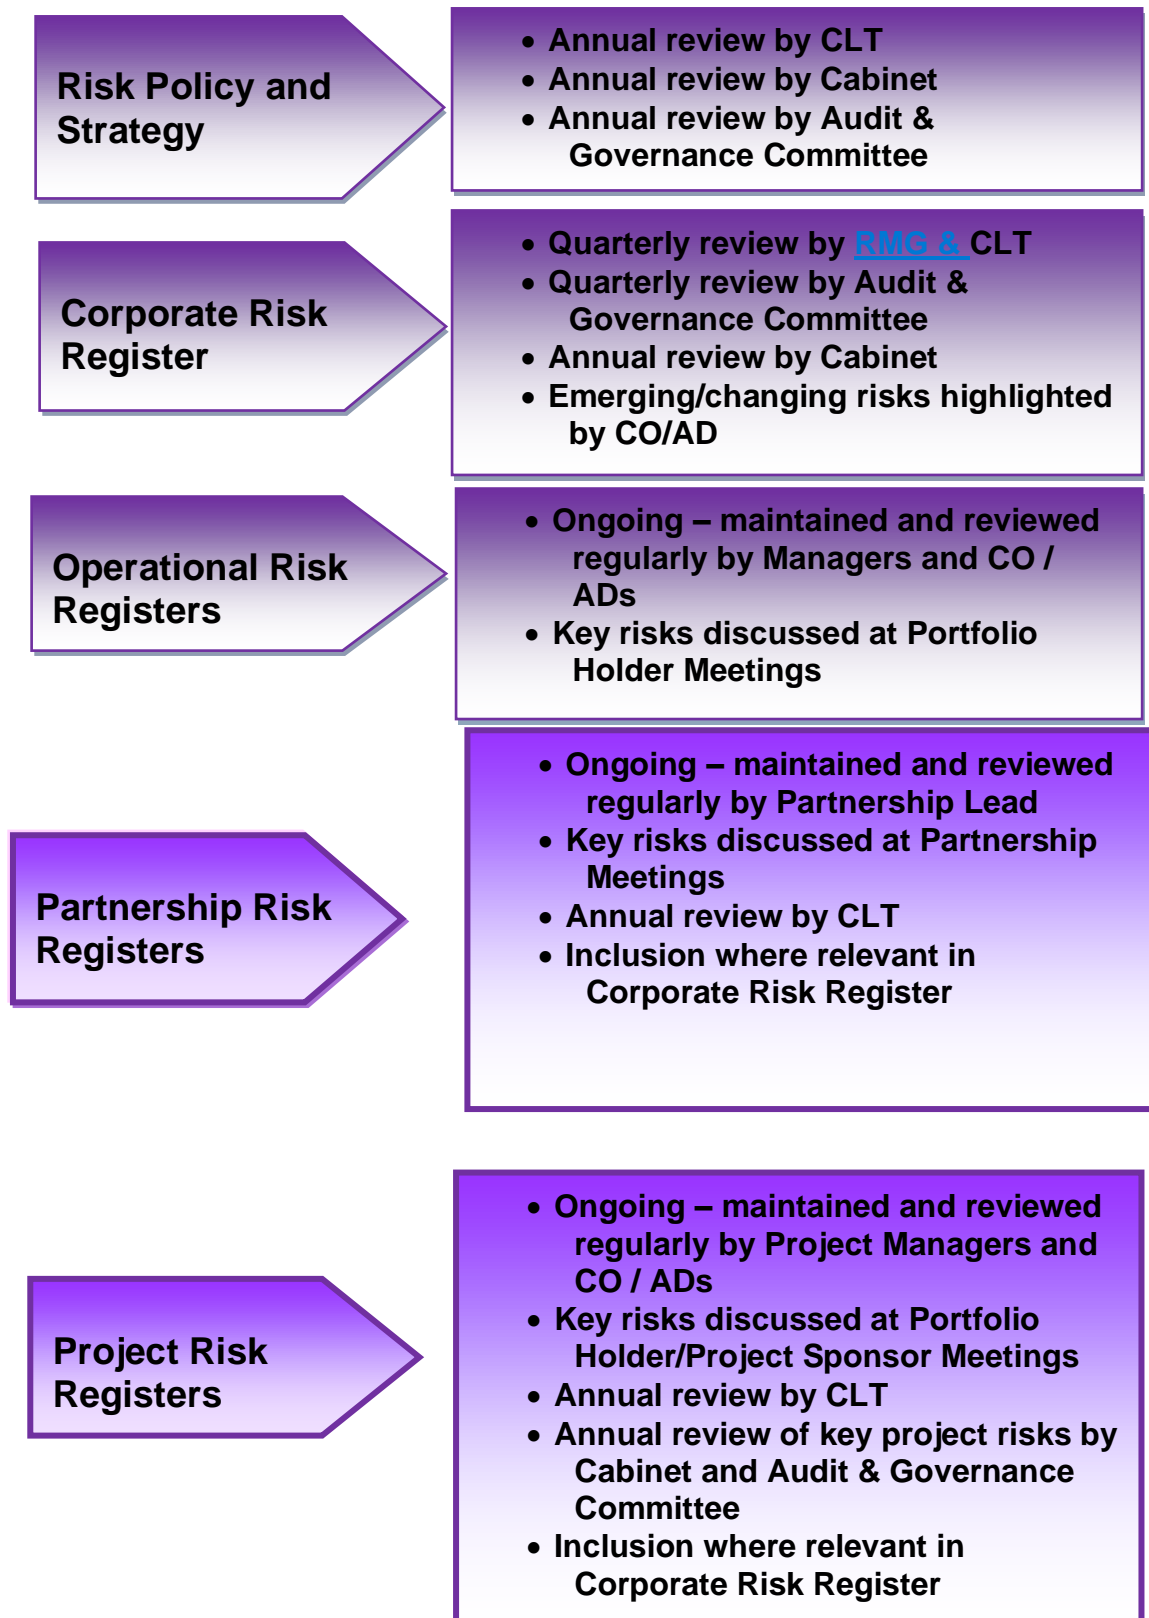 Risk Policy and
Strategy
• Annual review by CLT
• Annual review by Cabinet
• Annual review by Audit &
Governance Committee
Corporate Risk
Register
• Quarterly review by RMG & CLT
• Quarterly review by Audit &
Governance Committee
• Annual review by Cabinet
• Emerging/changing risks highlighted
by CO/AD
Operational Risk
Registers
• Ongoing – maintained and reviewed
regularly by Managers and CO /
ADs
• Key risks discussed at Portfolio
Holder Meetings
Partnership Risk
Registers
• Ongoing – maintained and reviewed
regularly by Partnership Lead
• Key risks discussed at Partnership
Meetings
• Annual review by CLT
• Inclusion where relevant in
Corporate Risk Register
Project Risk
Registers
• Ongoing – maintained and reviewed
regularly by Project Managers and
CO / ADs
• Key risks discussed at Portfolio
Holder/Project Sponsor Meetings
• Annual review by CLT
• Annual review of key project risks by
Cabinet and Audit & Governance
Committee
• Inclusion where relevant in
Corporate Risk Register